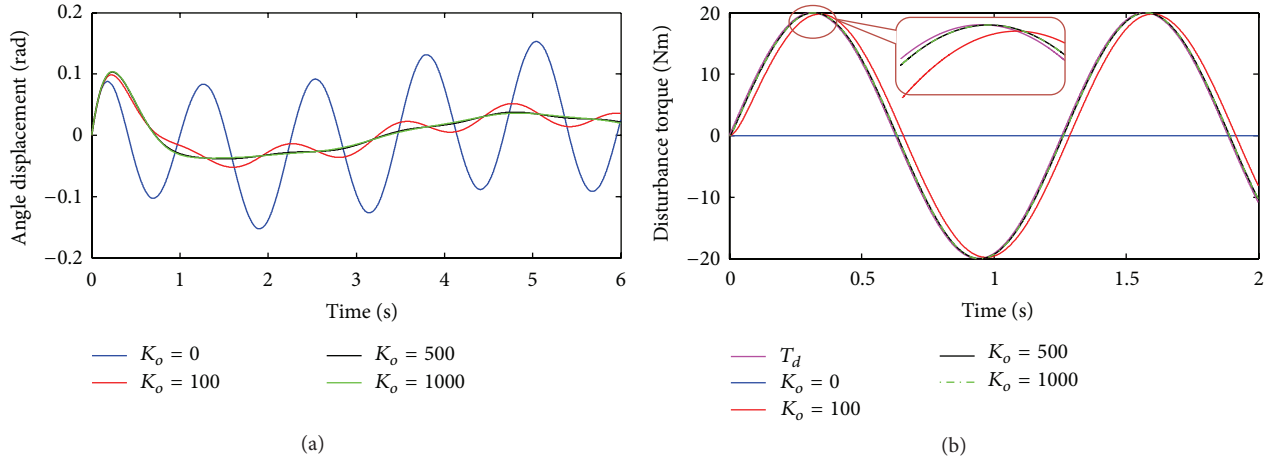 0.2
0.1
0
−0.1
−0.2
Angle displacement (rad)
0 1 2 3 4 5 6
Time (s)
K_o = 0
K_o = 500
K_o = 100
K_o = 1000
(a)
20
10
0
−10
−20
Disturbance torque (Nm)
0 0.5 1 1.5 2
Time (s)
T_d
K_o = 500
K_o = 0
K_o = 1000
K_o = 100
(b)